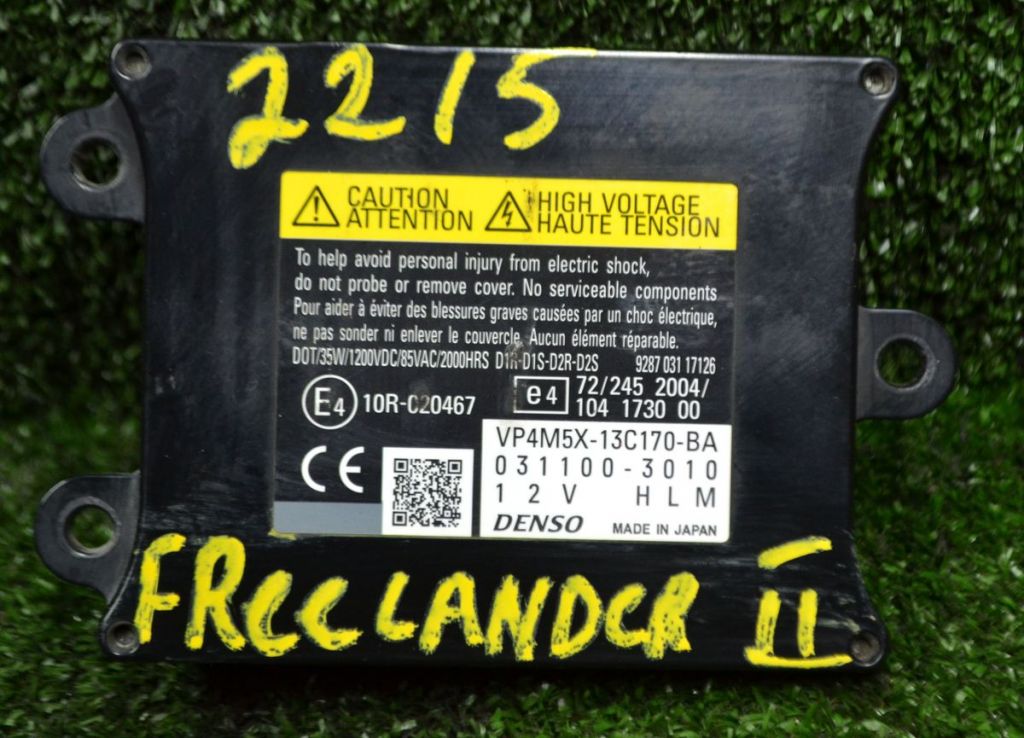 2215
CAUTION
ATTENTION
HIGH VOLTAGE
HAUTE TENSION
To help avoid personal injury from electric shock,
do not probe or remove cover. No serviceable components
Pour aider à éviter des blessures graves causées par un choc électrique,
ne pas sonder ni enlever le couvercle. Aucun élément réparable.
DOT/35W/1200VDC/85VAC/2000HRS D1R-D1S-D2R-D2S 9287 031 17126
E4 10R-020467
e4 72/245 2004/
104 1730 00
CE
VP4M5X-13C170-BA
031100-3010
12V HLM
DENSO MADE IN JAPAN
FREELANDER II